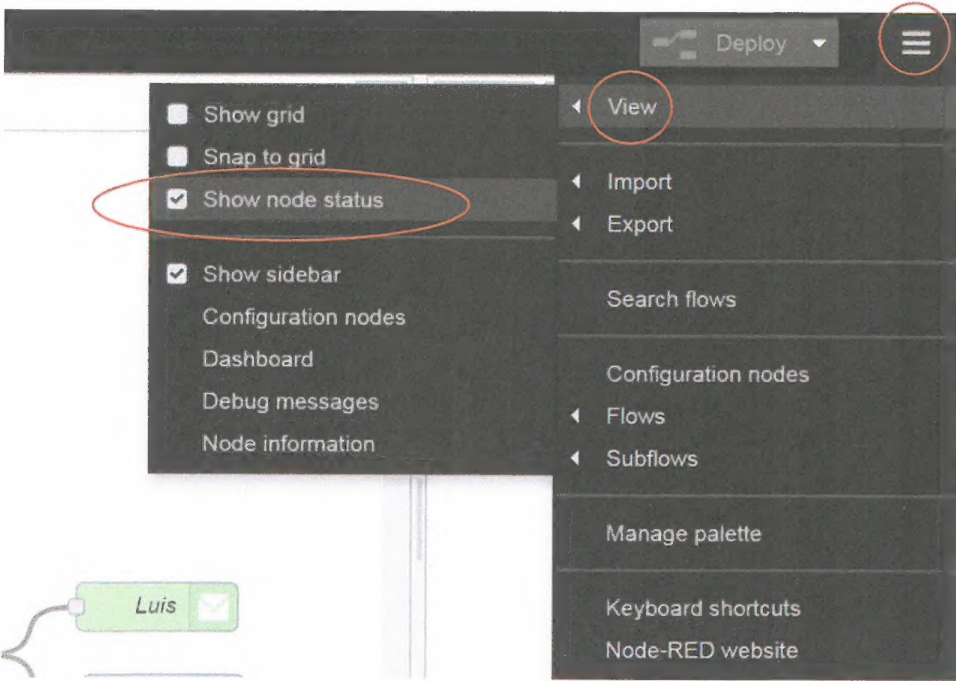 Deploy
View
Import
Export
Search flows
Configuration nodes
Flows
Subflows
Manage palette
Keyboard shortcuts
Node-RED website
Show grid
Snap to grid
Show node status
Show sidebar
Configuration nodes
Dashboard
Debug messages
Node information
Luis